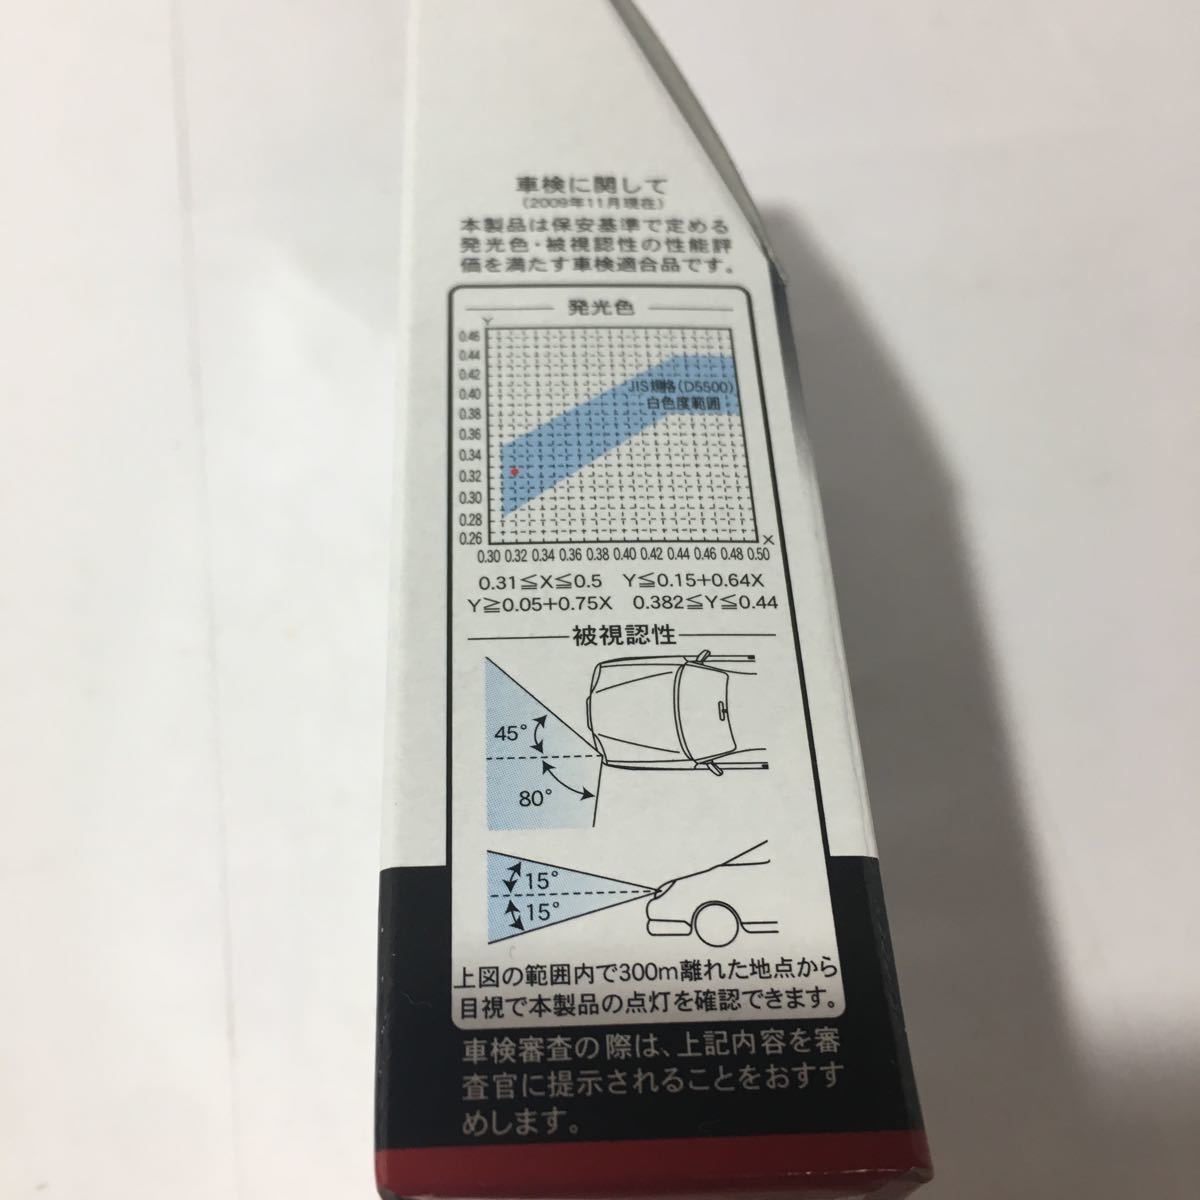 車検に関して
（2009年11月現在）
本製品は保安基準で定める
発光色・被視認性の性能評
価を満たす車検適合品です。
発光色
Y
0.46
0.44
0.42
0.40
0.38
0.36
0.34
0.32
0.30
0.28
0.26
JIS規格（D5500）
白色度範囲
X
0.30 0.32 0.34 0.36 0.38 0.40 0.42 0.44 0.46 0.48 0.50
0.31≦X≦0.5 Y≦0.15+0.64X
Y≧0.05+0.75X 0.382≦Y≦0.44
被視認性
45°
80°
15°
15°
上図の範囲内で300m離れた地点から
目視で本製品の点灯を確認できます。
車検審査の際は、上記内容を審
査官に提示されることをおすす
めします。